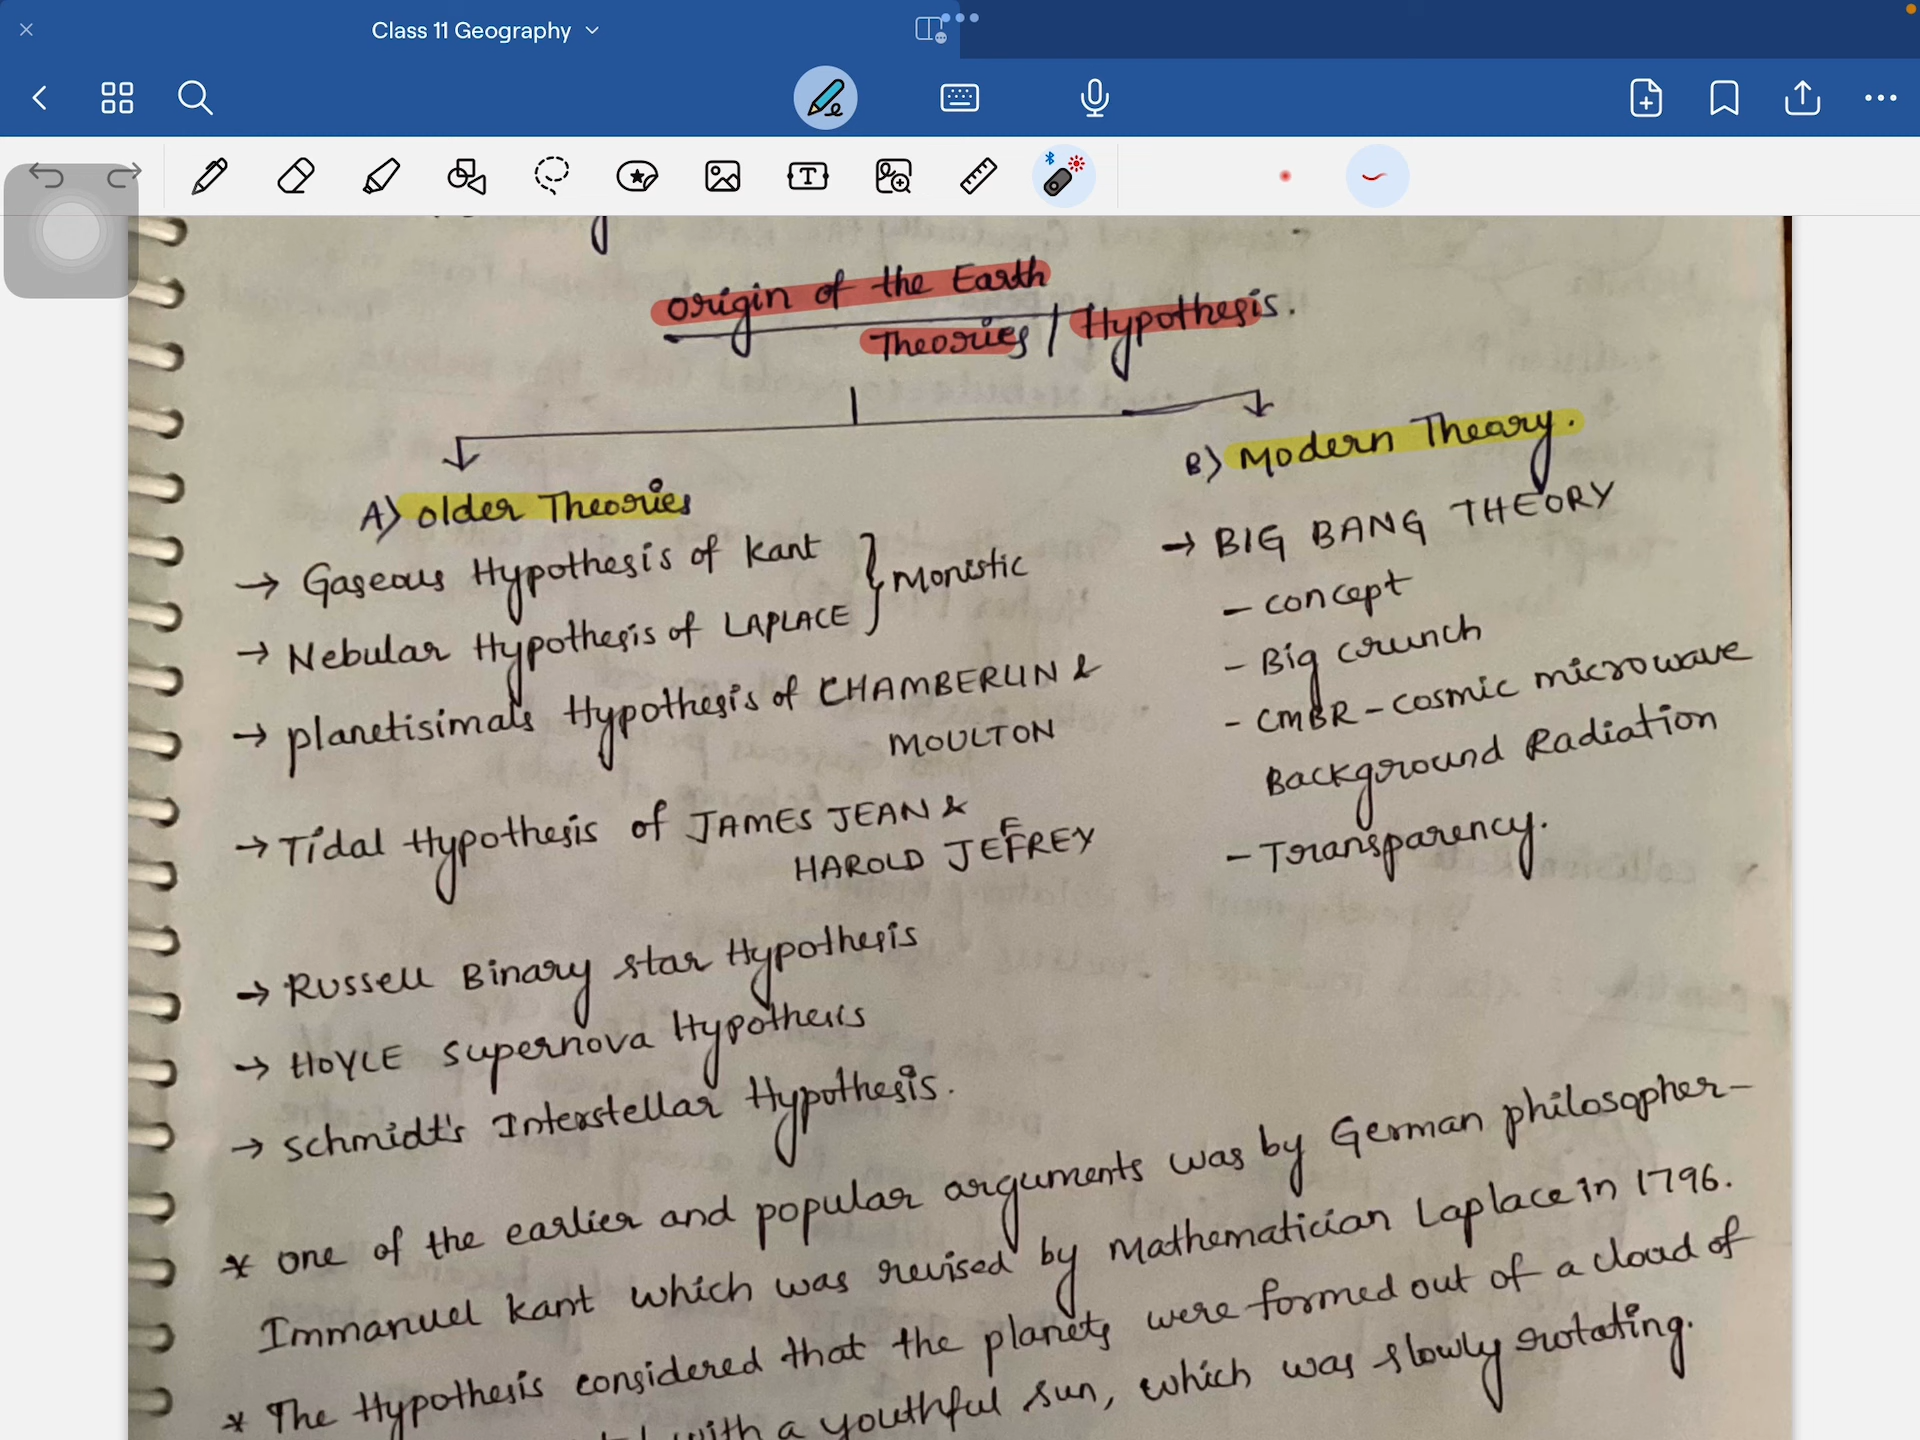 Class 11 Geography
T
Origin of the Earth
Theories / Hypothesis.
A) older Theories
→ Gaseous Hypothesis of Kant
→ Nebular Hypothesis of LAPLACE
} Monistic
→ planetisimals Hypothesis of CHAMBERLIN &
MOULTON
→ Tidal Hypothesis of JAMES JEAN &
HAROLD JEFFREY
→ Russell Binary star Hypothesis
→ HOYLE Supernova Hypothesis
→ Schmidt's Interstellar Hypothesis.
B) Modern Theory.
→ BIG BANG THEORY
- concept
- Big crunch
- CMBR - cosmic microwave
Background Radiation
- Transparency.
* one of the earlier and popular arguments was by German philosopher-
Immanuel Kant which was revised by Mathematician Laplace in 1796.
* The Hypothesis considered that the planets were formed out of a cloud of
with a youthful sun, which was slowly rotating.